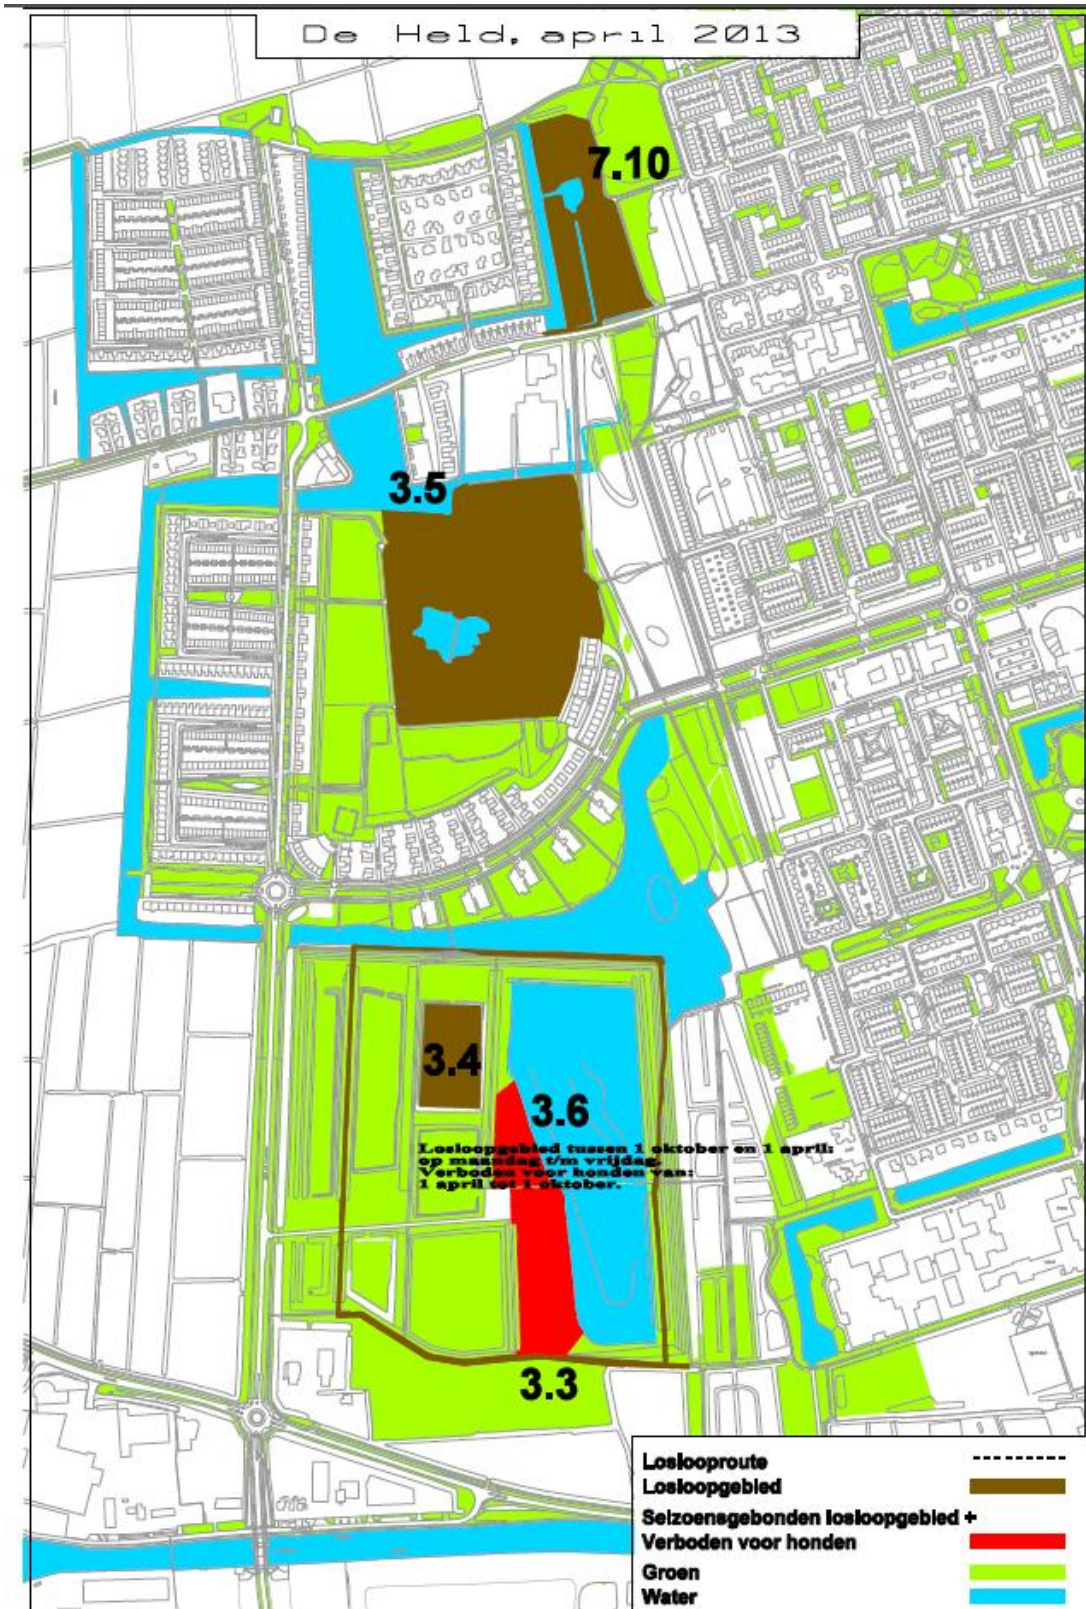 De Held, april 2013
7.10
3.5
3.4
3.6
Losloopgebied tussen 1 oktober en 1 april:
op maandag t/m vrijdag.
Verboden voor honden van:
1 april tot 1 oktober.
3.3
Loslooproute
Losloopgebied
Seizoensgebonden losloopgebied +
Verboden voor honden
Groen
Water